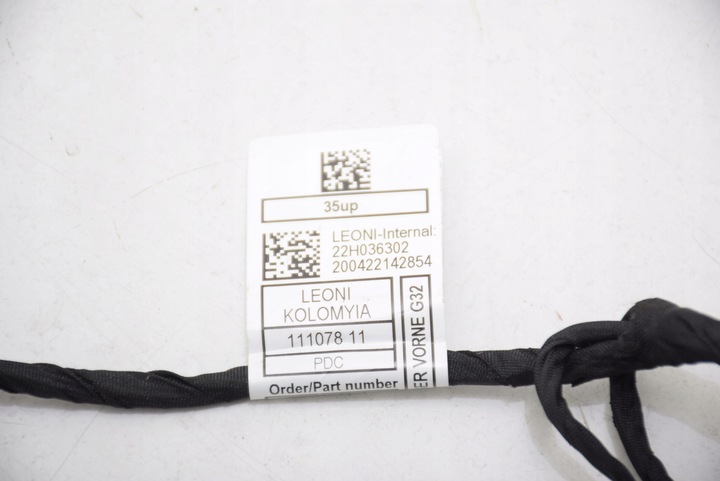 35up
LEONI-Internal:
22H036302
200422142854
LEONI
KOLOMYIA
111078 11
PDC
Order/Part number
ER VORNE G32